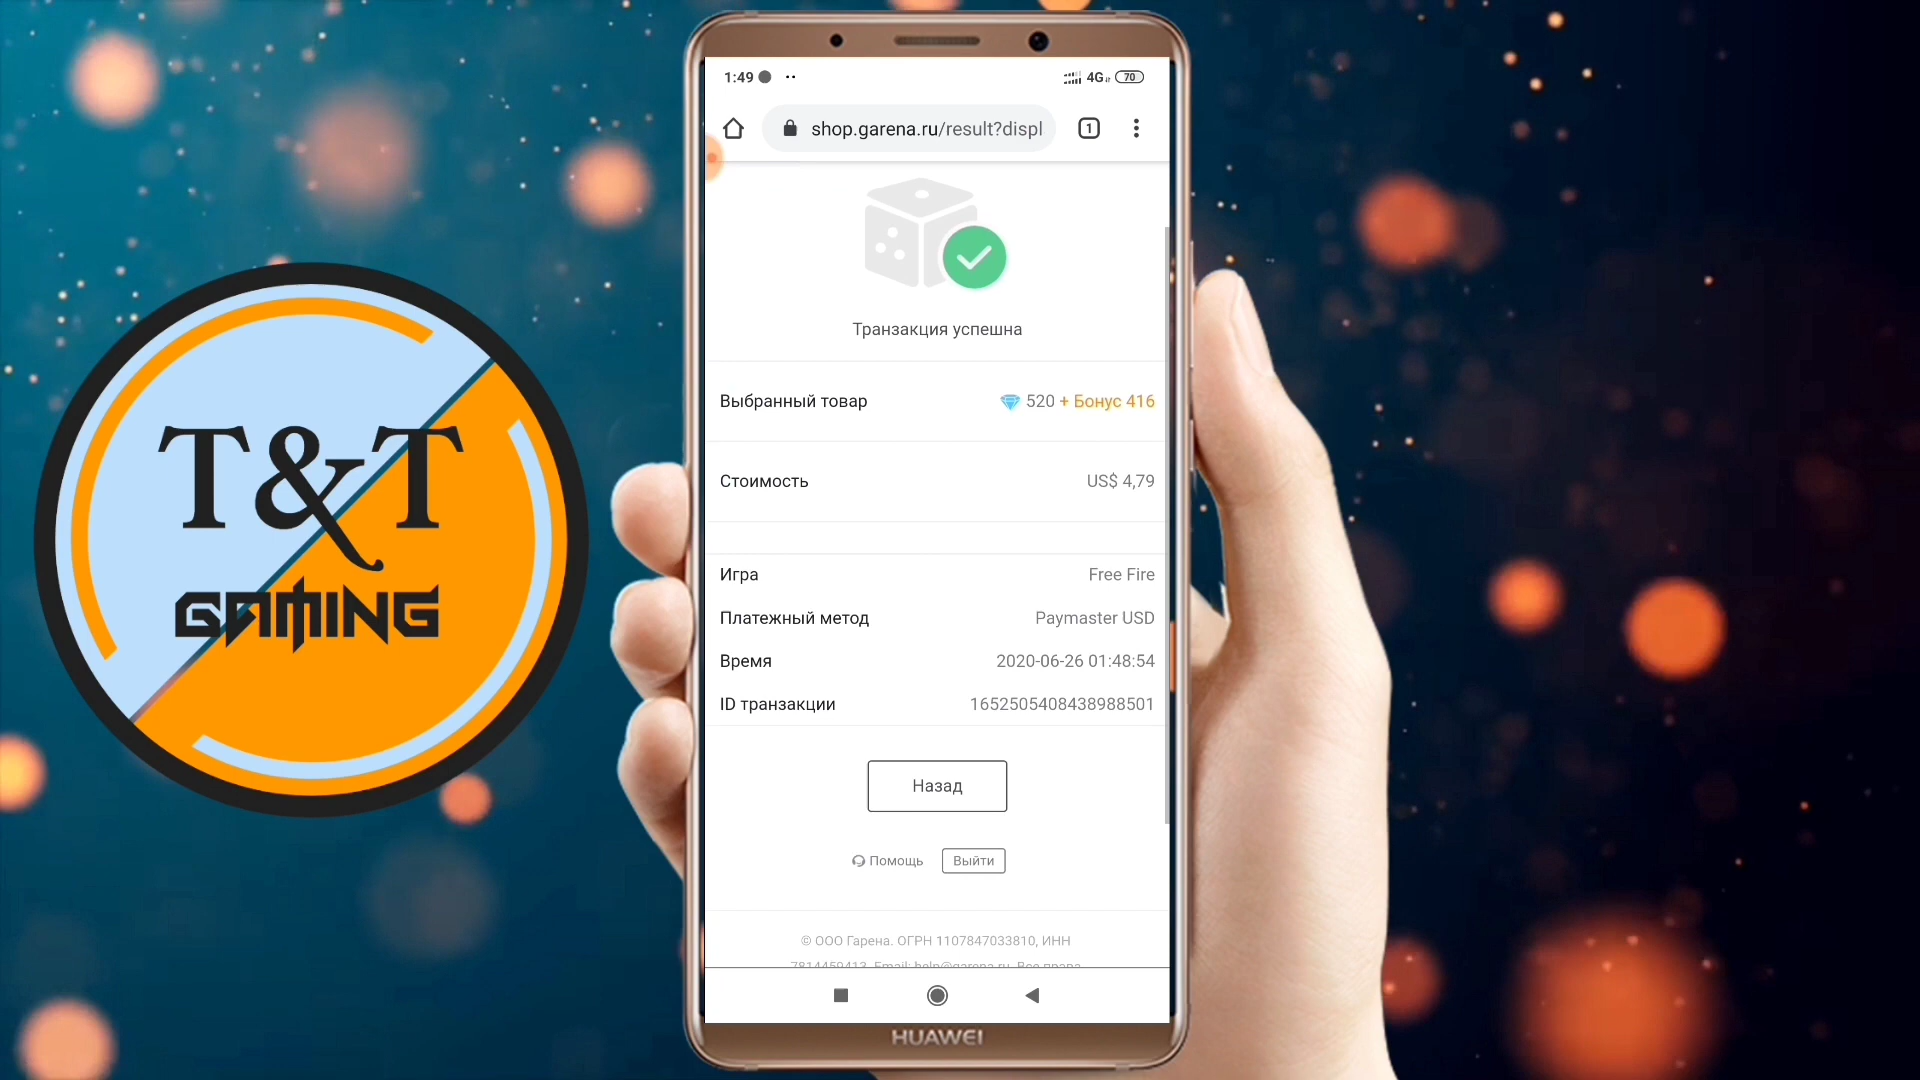 1:49
4G
70
shop.garena.ru/result?displ
1
Транзакция успешна
Выбранный товар 520 + Бонус 416
Стоимость US$ 4,79
Игра Free Fire
Платежный метод Paymaster USD
Время 2020-06-26 01:48:54
ID транзакции 1652505408438988501
Назад
Помощь Выйти
© ООО Гарена. ОГРН 1107847033810, ИНН
7814459413. Email: help@garena.ru. Все права
HUAWEI
T&T
GAMING